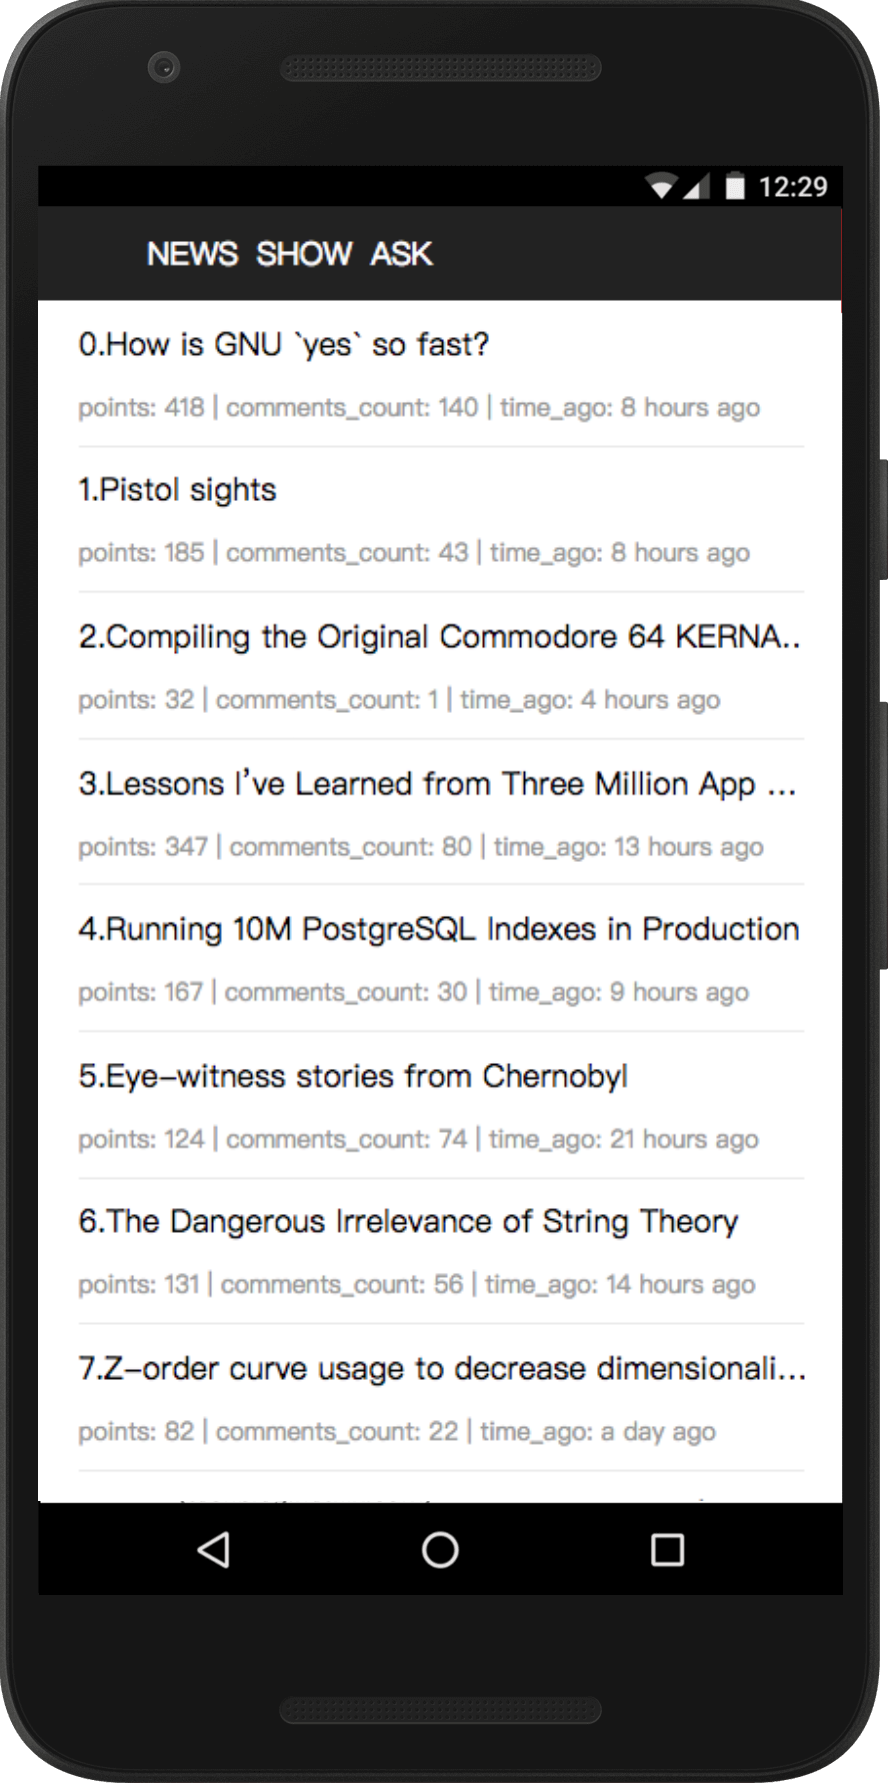 12:29
NEWS SHOW ASK
0.How is GNU `yes` so fast?
points: 418 | comments_count: 140 | time_ago: 8 hours ago
1.Pistol sights
points: 185 | comments_count: 43 | time_ago: 8 hours ago
2.Compiling the Original Commodore 64 KERNA..
points: 32 | comments_count: 1 | time_ago: 4 hours ago
3.Lessons I’ve Learned from Three Million App ...
points: 347 | comments_count: 80 | time_ago: 13 hours ago
4.Running 10M PostgreSQL Indexes in Production
points: 167 | comments_count: 30 | time_ago: 9 hours ago
5.Eye–witness stories from Chernobyl
points: 124 | comments_count: 74 | time_ago: 21 hours ago
6.The Dangerous Irrelevance of String Theory
points: 131 | comments_count: 56 | time_ago: 14 hours ago
7.Z–order curve usage to decrease dimensionali...
points: 82 | comments_count: 22 | time_ago: a day ago